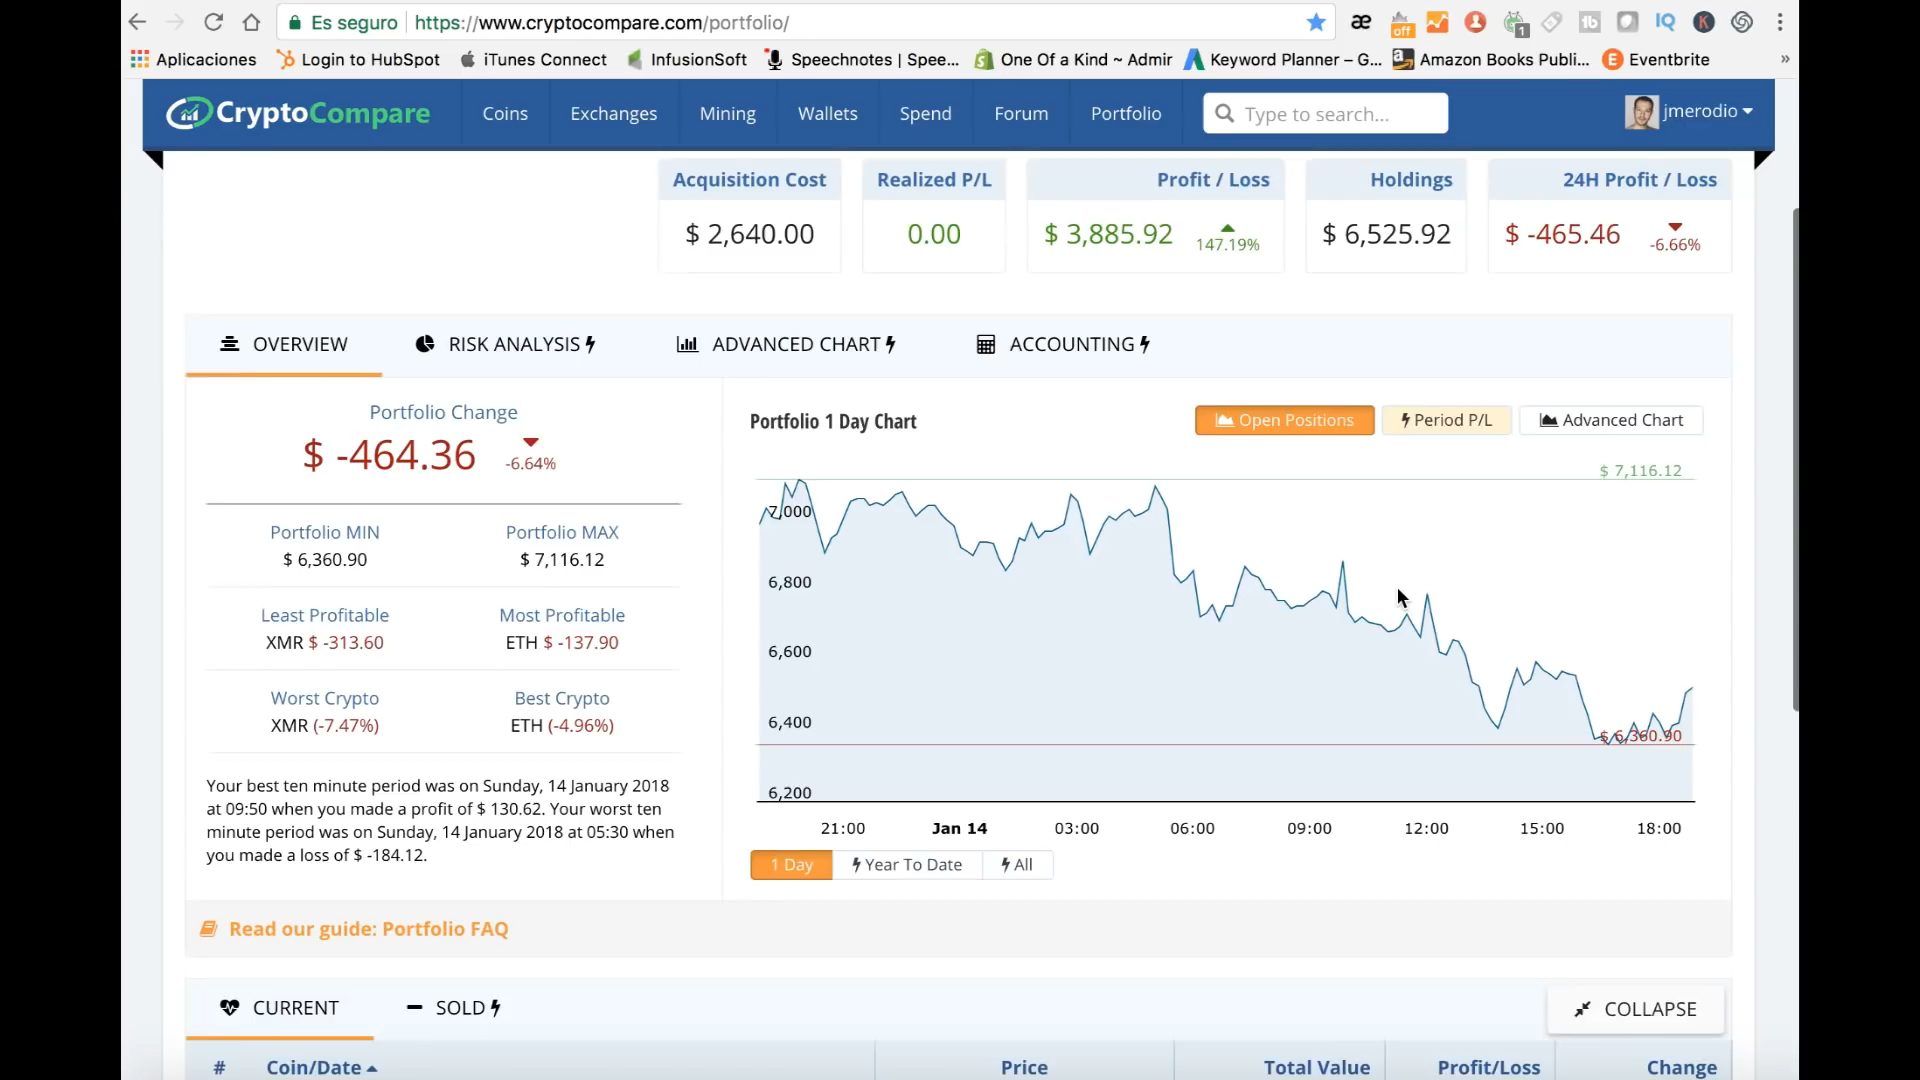 Es seguro https://www.cryptocompare.com/portfolio/
æ off 1 tb IQ K
Aplicaciones Login to HubSpot iTunes Connect InfusionSoft Speechnotes | Spee... One Of a Kind ~ Admir Keyword Planner – G... Amazon Books Publi... Eventbrite »
CryptoCompare Coins Exchanges Mining Wallets Spend Forum Portfolio Type to search... jmerodio
Acquisition Cost Realized P/L Profit / Loss Holdings 24H Profit / Loss
$ 2,640.00 0.00 $ 3,885.92 147.19% $ 6,525.92 $ -465.46 -6.66%
OVERVIEW RISK ANALYSIS ADVANCED CHART ACCOUNTING
Portfolio Change
$ -464.36 -6.64%
Portfolio MIN Portfolio MAX
$ 6,360.90 $ 7,116.12
Least Profitable Most Profitable
XMR $ -313.60 ETH $ -137.90
Worst Crypto Best Crypto
XMR (-7.47%) ETH (-4.96%)
Your best ten minute period was on Sunday, 14 January 2018
at 09:50 when you made a profit of $ 130.62. Your worst ten
minute period was on Sunday, 14 January 2018 at 05:30 when
you made a loss of $ -184.12.
Portfolio 1 Day Chart Open Positions Period P/L Advanced Chart
$ 7,116.12
7,000
6,800
6,600
6,400
$ 6,360.90
6,200
21:00 Jan 14 03:00 06:00 09:00 12:00 15:00 18:00
1 Day Year To Date All
Read our guide: Portfolio FAQ
CURRENT SOLD COLLAPSE
# Coin/Date Price Total Value Profit/Loss Change